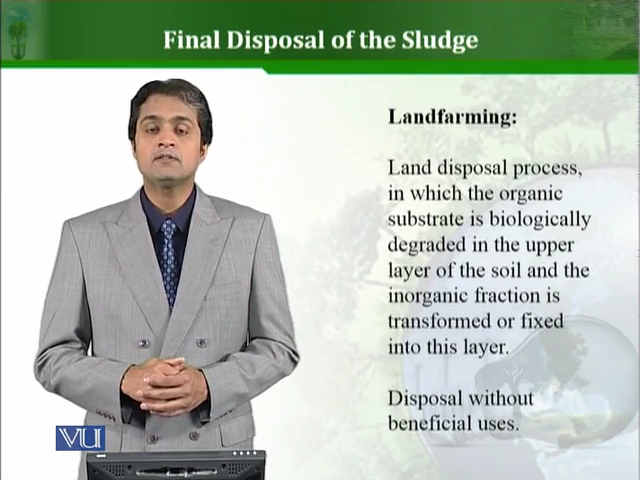 Final Disposal of the Sludge
Landfarming:
Land disposal process,
in which the organic
substrate is biologically
degraded in the upper
layer of the soil and the
inorganic fraction is
transformed or fixed
into this layer.
Disposal without
beneficial uses.
VU